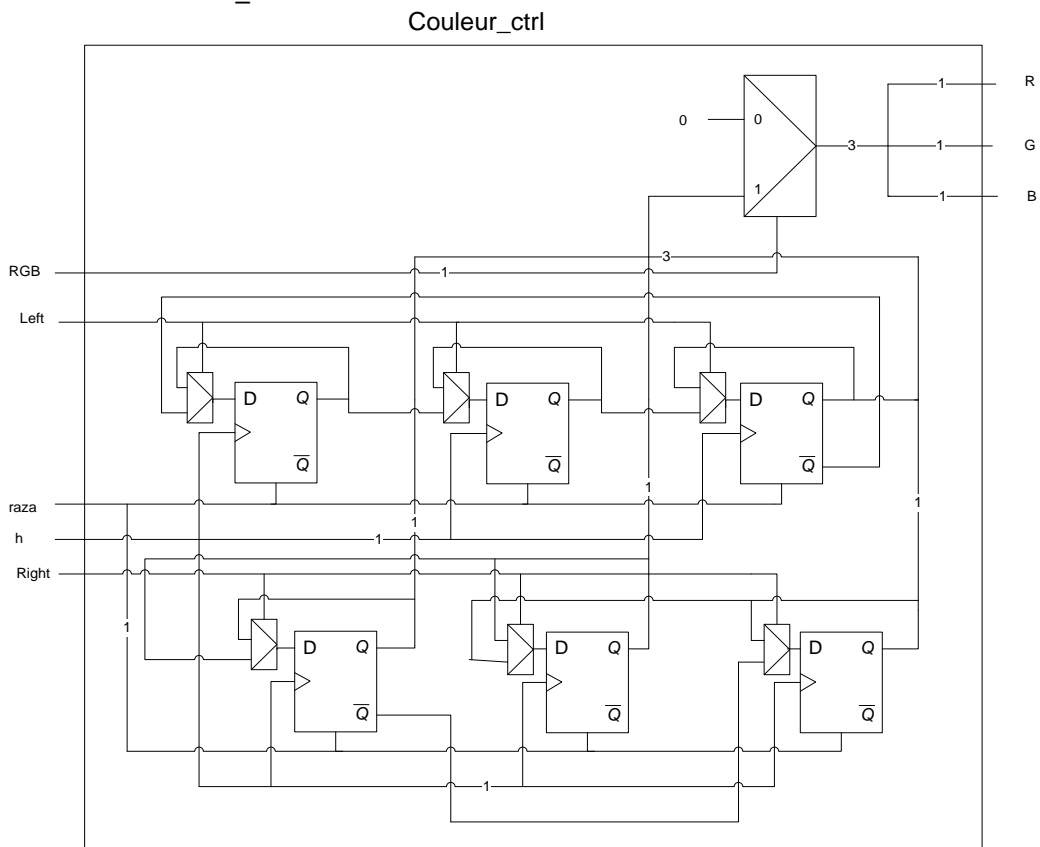 Couleur_ctrl
1 R
0 0
3 1 G
1 1 B
3
RGB 1
Left
D Q D Q D Q
Q Q Q
1 1
raza
1
h 1
Right
1
D Q D Q D Q
Q Q Q
1